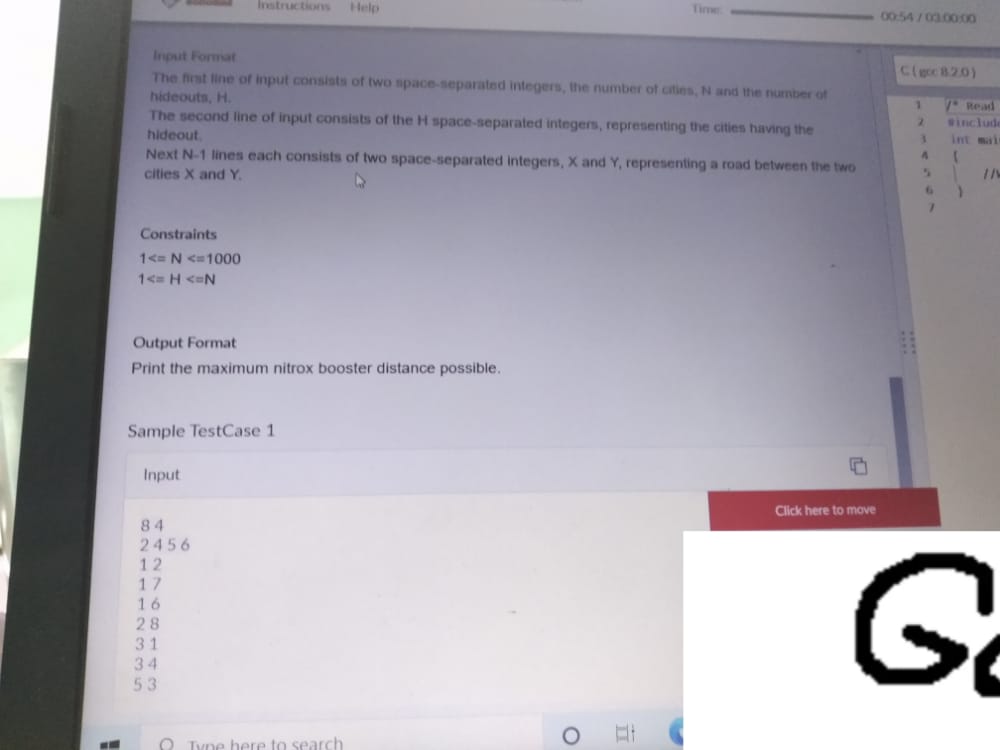 Instructions Help
Time:
00:54 / 03:00:00
Input Format
The first line of input consists of two space-separated integers, the number of cities, N and the number of
hideouts, H.
The second line of input consists of the H space-separated integers, representing the cities having the
hideout.
Next N-1 lines each consists of two space-separated integers, X and Y, representing a road between the two
cities X and Y.
Constraints
1<= N <=1000
1<= H <=N
Output Format
Print the maximum nitrox booster distance possible.
Sample TestCase 1
Input
8 4
2 4 5 6
1 2
1 7
1 6
2 8
3 1
3 4
5 3
C ( gcc 8.2.0 )
1 /* Read
2 #include
3 int mai
4 {
5 //W
6 }
7
Click here to move
Type here to search